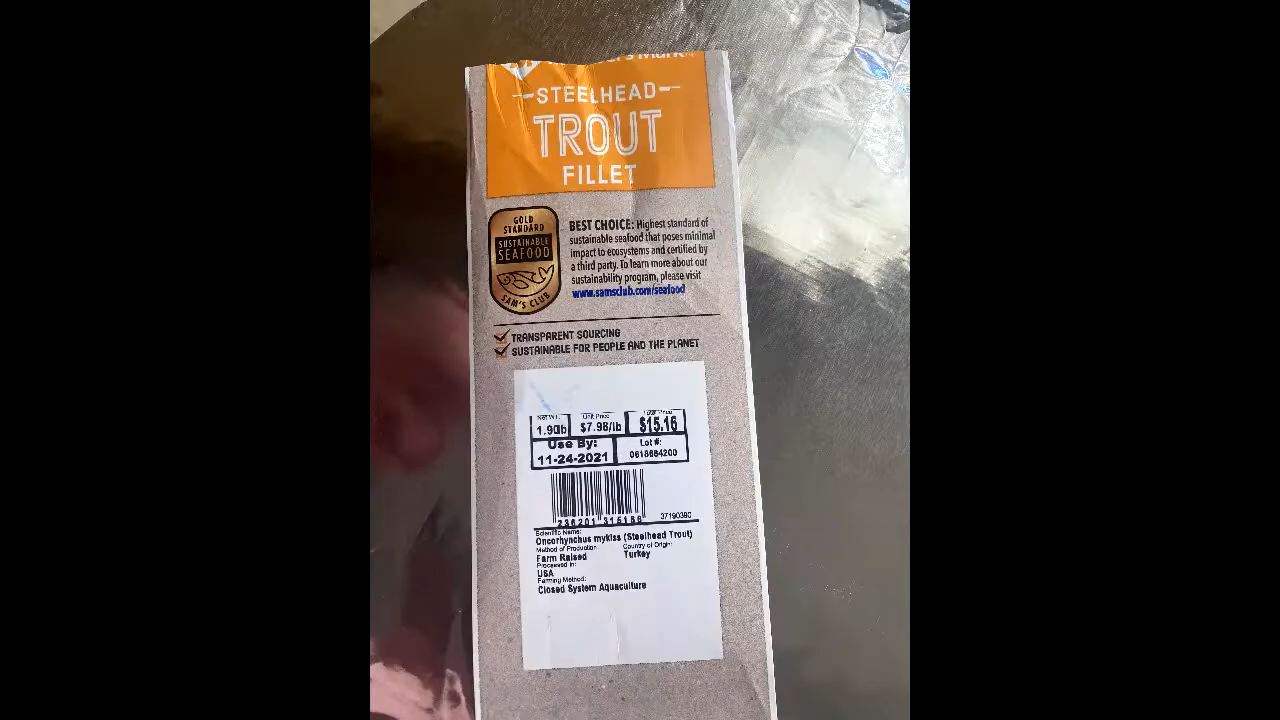 STEELHEAD
TROUT
FILLET
GOLD
STANDARD
SUSTAINABLE
SEAFOOD
SAM'S CLUB
BEST CHOICE: Highest standard of
sustainable seafood that poses minimal
impact to ecosystems and certified by
a third party. To learn more about our
sustainability program, please visit
www.samsclub.com/seafood
TRANSPARENT SOURCING
SUSTAINABLE FOR PEOPLE AND THE PLANET
Net Wt. Unit Price Total Price
1.90lb $7.98/lb $15.16
Use By: Lot #:
11-24-2021 0618684200
236201 315166 37190390
Scientific Name:
Oncorhynchus mykiss (Steelhead Trout)
Method of Production: Country of Origin:
Farm Raised Turkey
Processed In:
USA
Farming Method:
Closed System Aquaculture